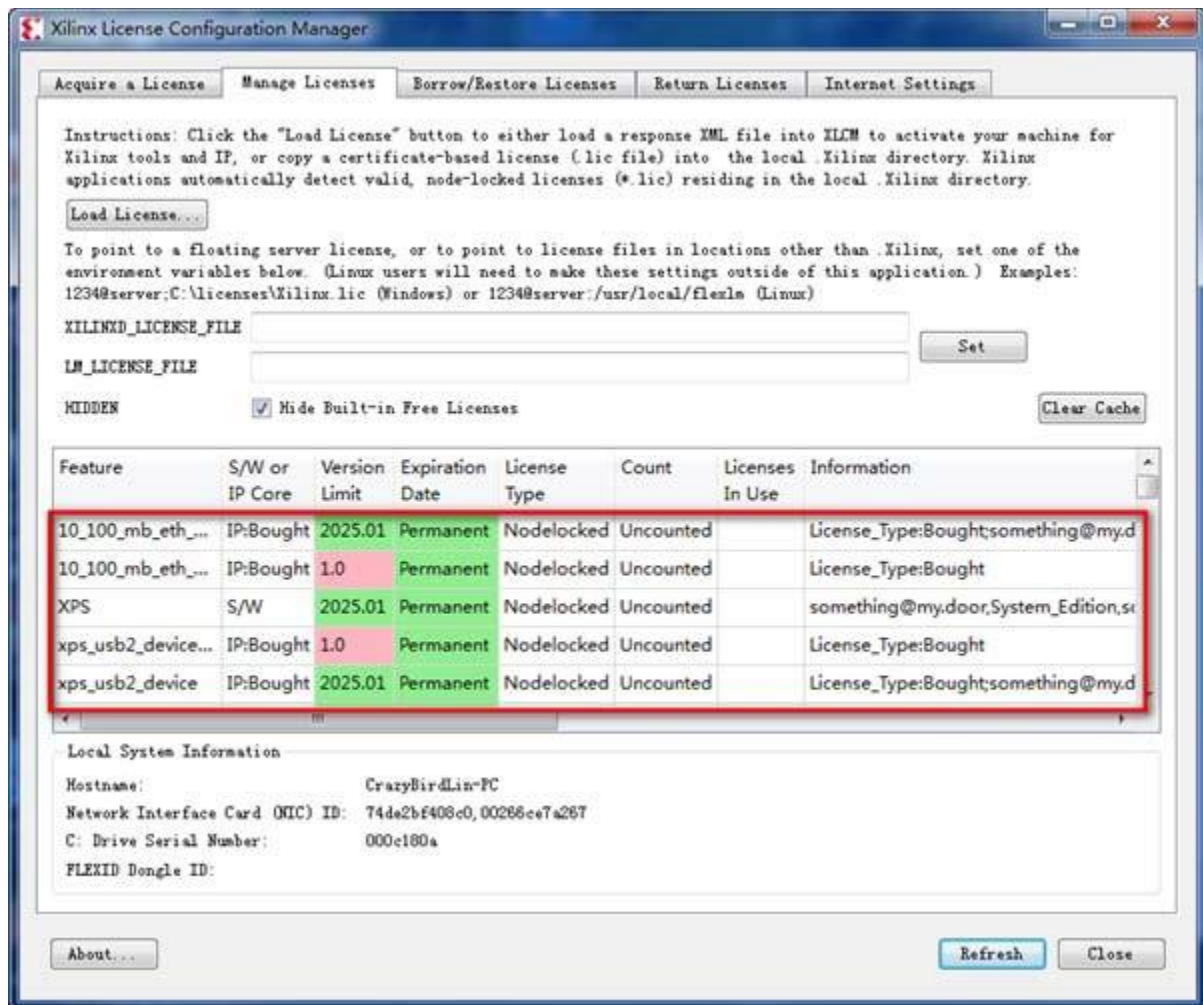 Xilinx License Configuration Manager
Acquire a License Manage Licenses Borrow/Restore Licenses Return Licenses Internet Settings
Instructions: Click the "Load License" button to either load a response XML file into XLCM to activate your machine for
Xilinx tools and IP, or copy a certificate-based license (.lic file) into the local .Xilinx directory. Xilinx
applications automatically detect valid, node-locked licenses (*.lic) residing in the local .Xilinx directory.
Load License...
To point to a floating server license, or to point to license files in locations other than .Xilinx, set one of the
environment variables below. (Linux users will need to make these settings outside of this application.) Examples:
1234@server;C:\licenses\Xilinx.lic (Windows) or 1234@server:/usr/local/flexlm (Linux)
XILINXD_LICENSE_FILE
Set
LM_LICENSE_FILE
HIDDEN Hide Built-in Free Licenses Clear Cache
Feature S/W or Version Expiration License Count Licenses Information
IP Core Limit Date Type In Use
10_100_mb_eth_... IP:Bought 2025.01 Permanent Nodelocked Uncounted License_Type:Bought;something@my.d
10_100_mb_eth_... IP:Bought 1.0 Permanent Nodelocked Uncounted License_Type:Bought
XPS S/W 2025.01 Permanent Nodelocked Uncounted something@my.door,System_Edition,so
xps_usb2_device... IP:Bought 1.0 Permanent Nodelocked Uncounted License_Type:Bought
xps_usb2_device IP:Bought 2025.01 Permanent Nodelocked Uncounted License_Type:Bought;something@my.d
Local System Information
Hostname: CrazyBirdLin-PC
Network Interface Card (NIC) ID: 74de2bf408c0,00266ce7a267
C: Drive Serial Number: 000c180a
FLEXID Dongle ID:
About... Refresh Close